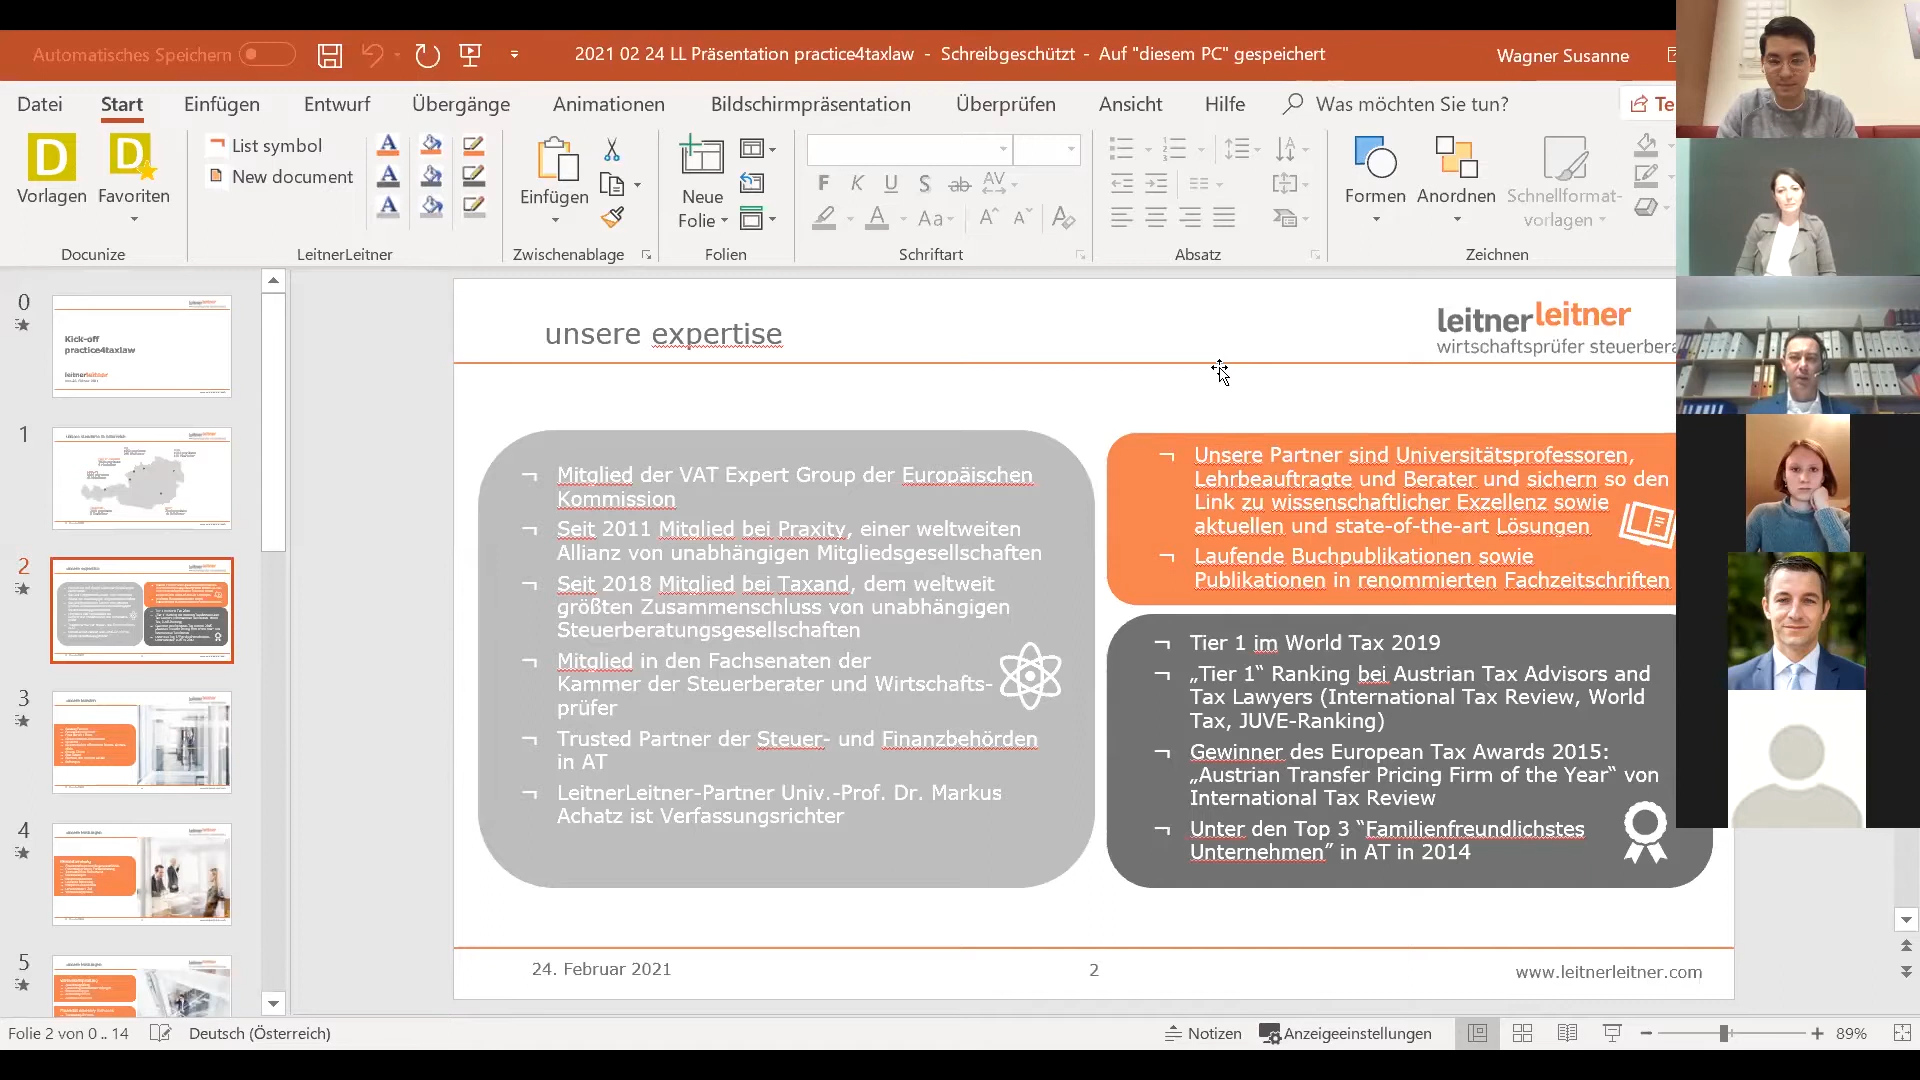 Automatisches Speichern
2021 02 24 LL Präsentation practice4taxlaw - Schreibgeschützt - Auf "diesem PC" gespeichert
Wagner Susanne
Datei
Start
Einfügen
Entwurf
Übergänge
Animationen
Bildschirmpräsentation
Überprüfen
Ansicht
Hilfe
Was möchten Sie tun?
Te
Vorlagen
Favoriten
Docunize
List symbol
New document
LeitnerLeitner
Einfügen
Zwischenablage
Neue
Folie
Folien
F K U S ab AV
A Aa A A A
Schriftart
Absatz
Formen
Anordnen
Schnellformat-
vorlagen
Zeichnen
0
Kick-off
practice4taxlaw
leitnerleitner
1
2
3
4
5
unsere expertise
leitnerleitner
wirtschaftsprüfer steuerbera
¬ Mitglied der VAT Expert Group der Europäischen
Kommission
¬ Seit 2011 Mitglied bei Praxity, einer weltweiten
Allianz von unabhängigen Mitgliedsgesellschaften
¬ Seit 2018 Mitglied bei Taxand, dem weltweit
größten Zusammenschluss von unabhängigen
Steuerberatungsgesellschaften
¬ Mitglied in den Fachsenaten der
Kammer der Steuerberater und Wirtschafts-
prüfer
¬ Trusted Partner der Steuer- und Finanzbehörden
in AT
¬ LeitnerLeitner-Partner Univ.-Prof. Dr. Markus
Achatz ist Verfassungsrichter
¬ Unsere Partner sind Universitätsprofessoren,
Lehrbeauftragte und Berater und sichern so den
Link zu wissenschaftlicher Exzellenz sowie
aktuellen und state-of-the-art Lösungen
¬ Laufende Buchpublikationen sowie
Publikationen in renommierten Fachzeitschriften
¬ Tier 1 im World Tax 2019
¬ „Tier 1“ Ranking bei Austrian Tax Advisors and
Tax Lawyers (International Tax Review, World
Tax, JUVE-Ranking)
¬ Gewinner des European Tax Awards 2015:
„Austrian Transfer Pricing Firm of the Year“ von
International Tax Review
¬ Unter den Top 3 “Familienfreundlichstes
Unternehmen” in AT in 2014
24. Februar 2021
2
www.leitnerleitner.com
Folie 2 von 0 .. 14
Deutsch (Österreich)
Notizen
Anzeigeeinstellungen
89%